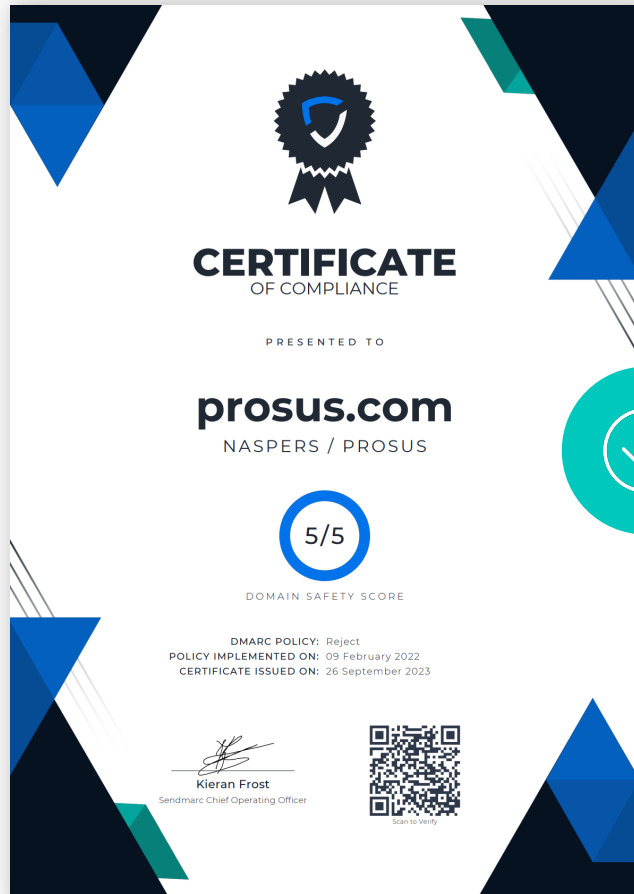 CERTIFICATE
OF COMPLIANCE
PRESENTED TO
prosus.com
NASPERS / PROSUS
5/5
DOMAIN SAFETY SCORE
DMARC POLICY: Reject
POLICY IMPLEMENTED ON: 09 February 2022
CERTIFICATE ISSUED ON: 26 September 2023
Kieran Frost
Sendmarc Chief Operating Officer
Scan to Verify